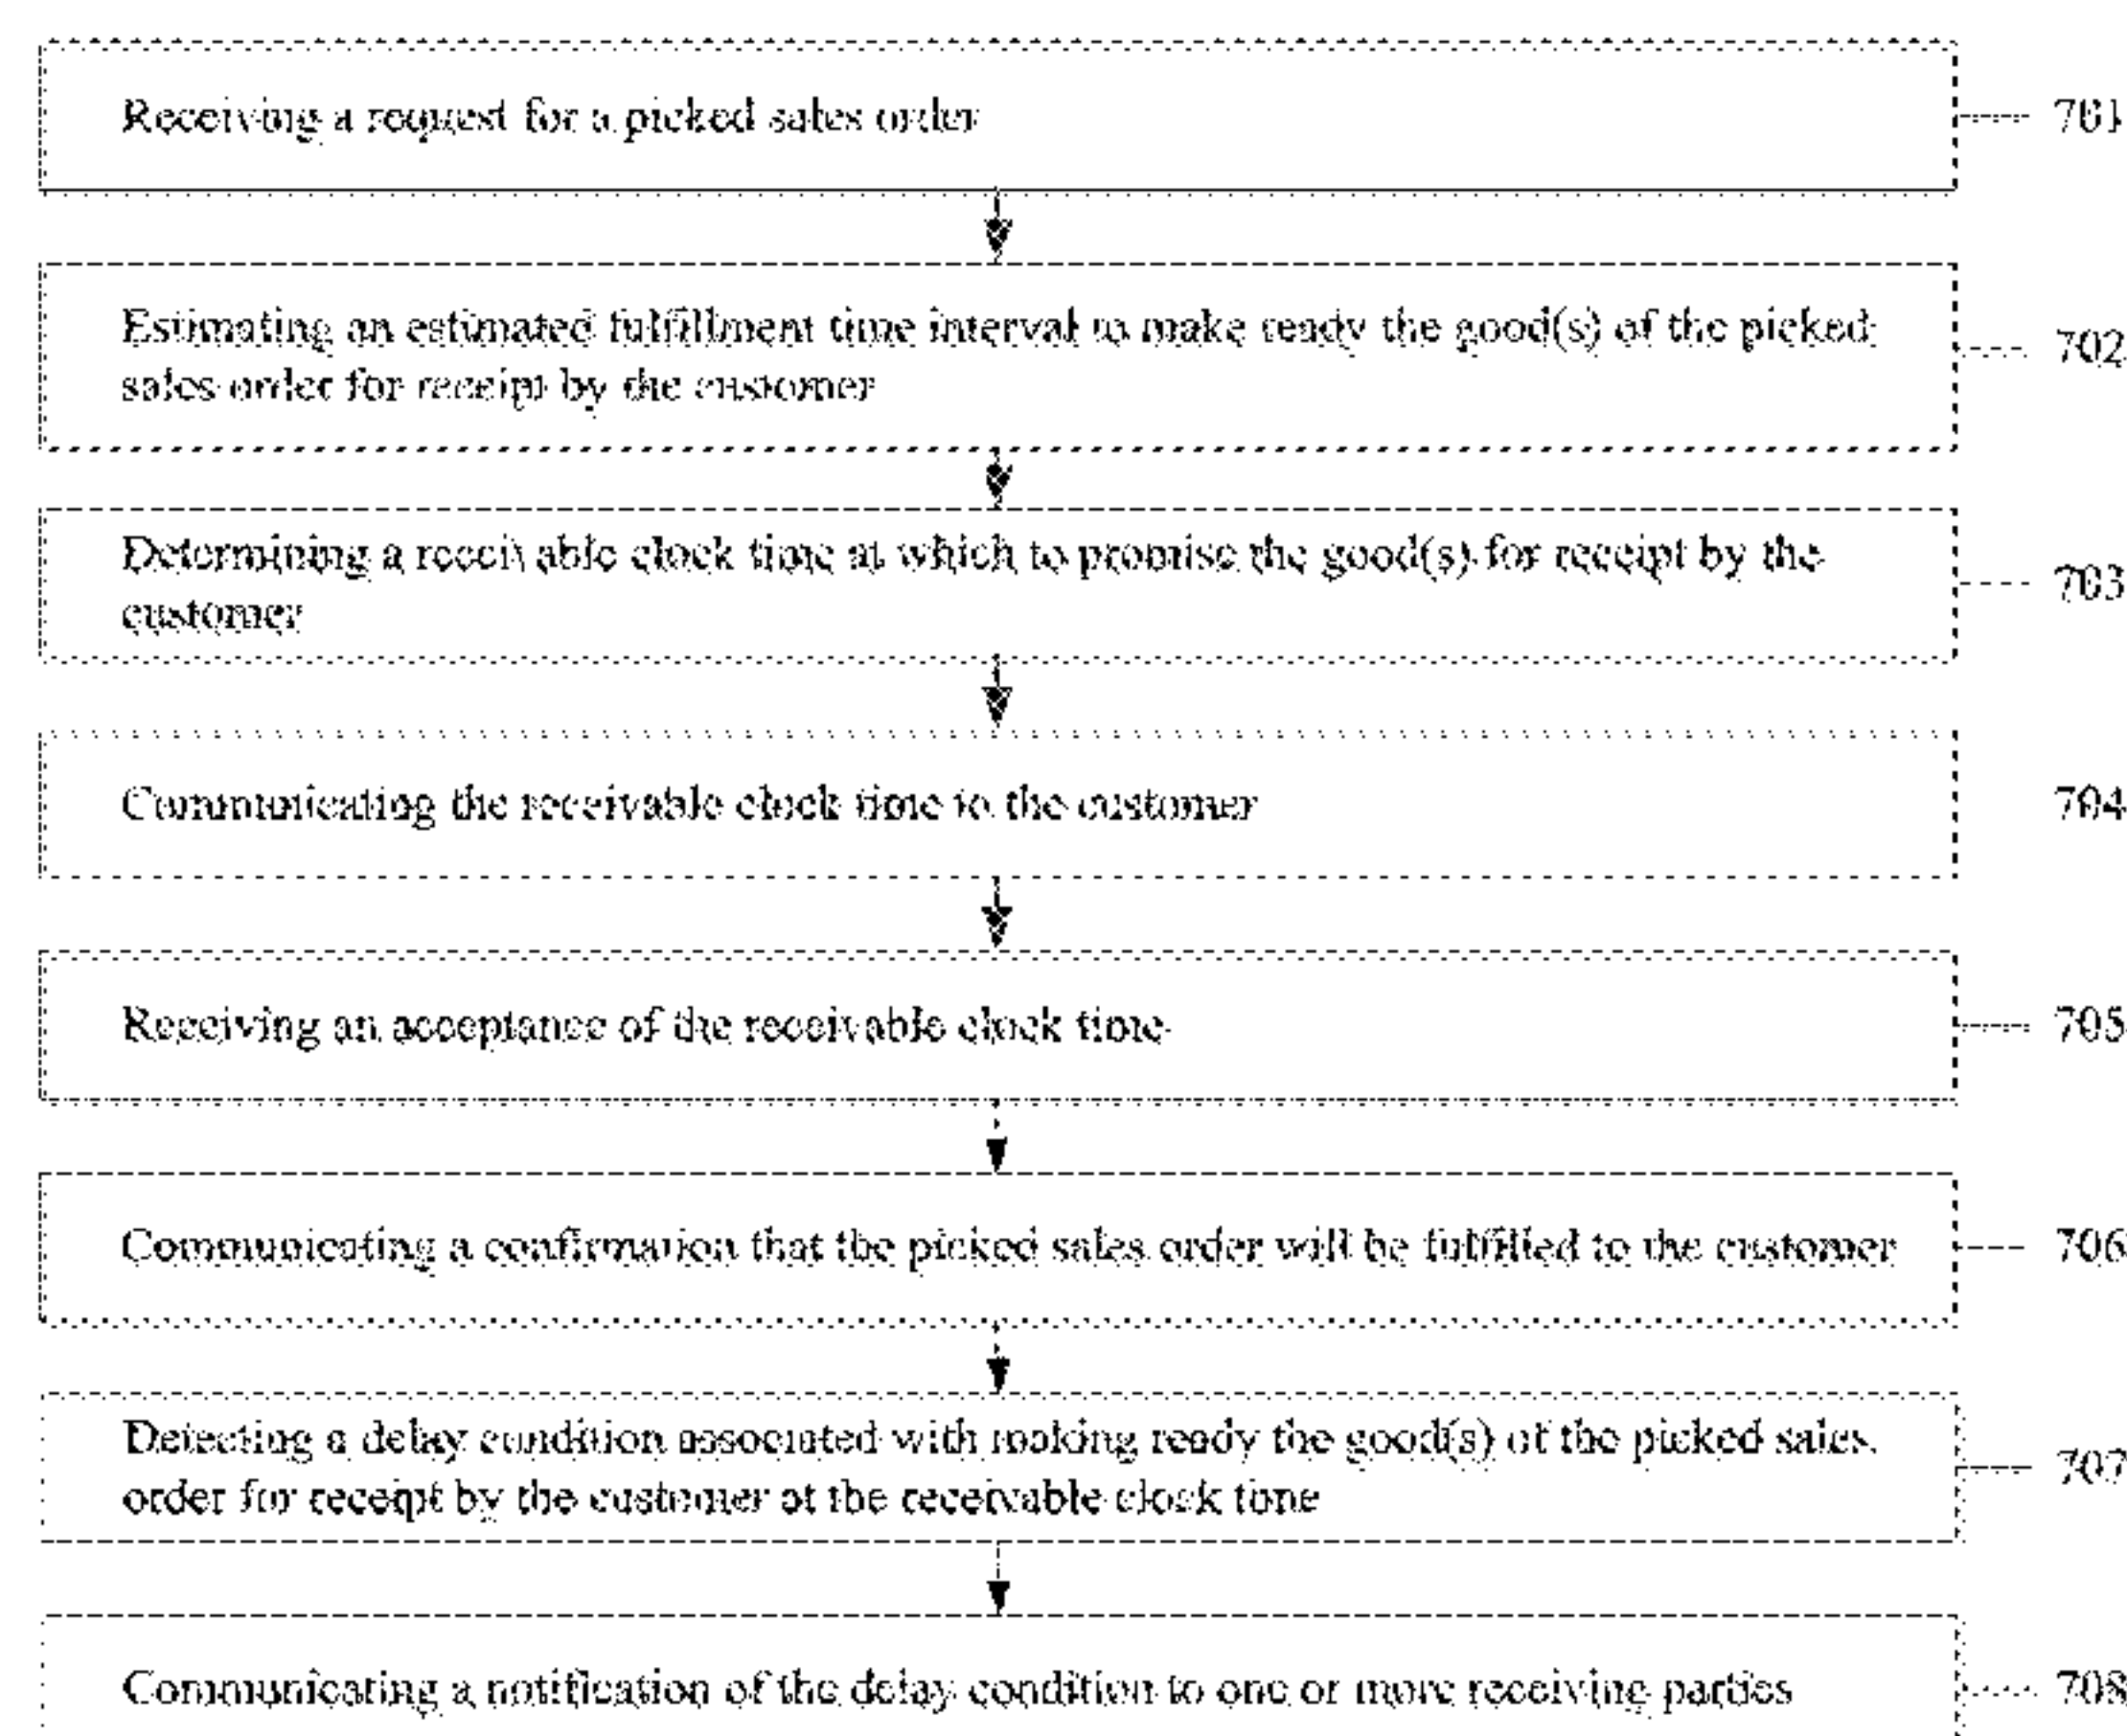 Receiving a request for a picked sales order
701
Estimating an estimated fulfillment time interval to make ready the good(s) of the picked
sales order for receipt by the customer
702
Determining a receivable clock time at which to promise the good(s) for receipt by the
customer
703
Communicating the receivable clock time to the customer
704
Receiving an acceptance of the receivable clock time
705
Communicating a confirmation that the picked sales order will be fulfilled to the customer
706
Detecting a delay condition associated with making ready the good(s) of the picked sales
order for receipt by the customer at the receivable clock time
707
Communicating a notification of the delay condition to one or more receiving parties
708